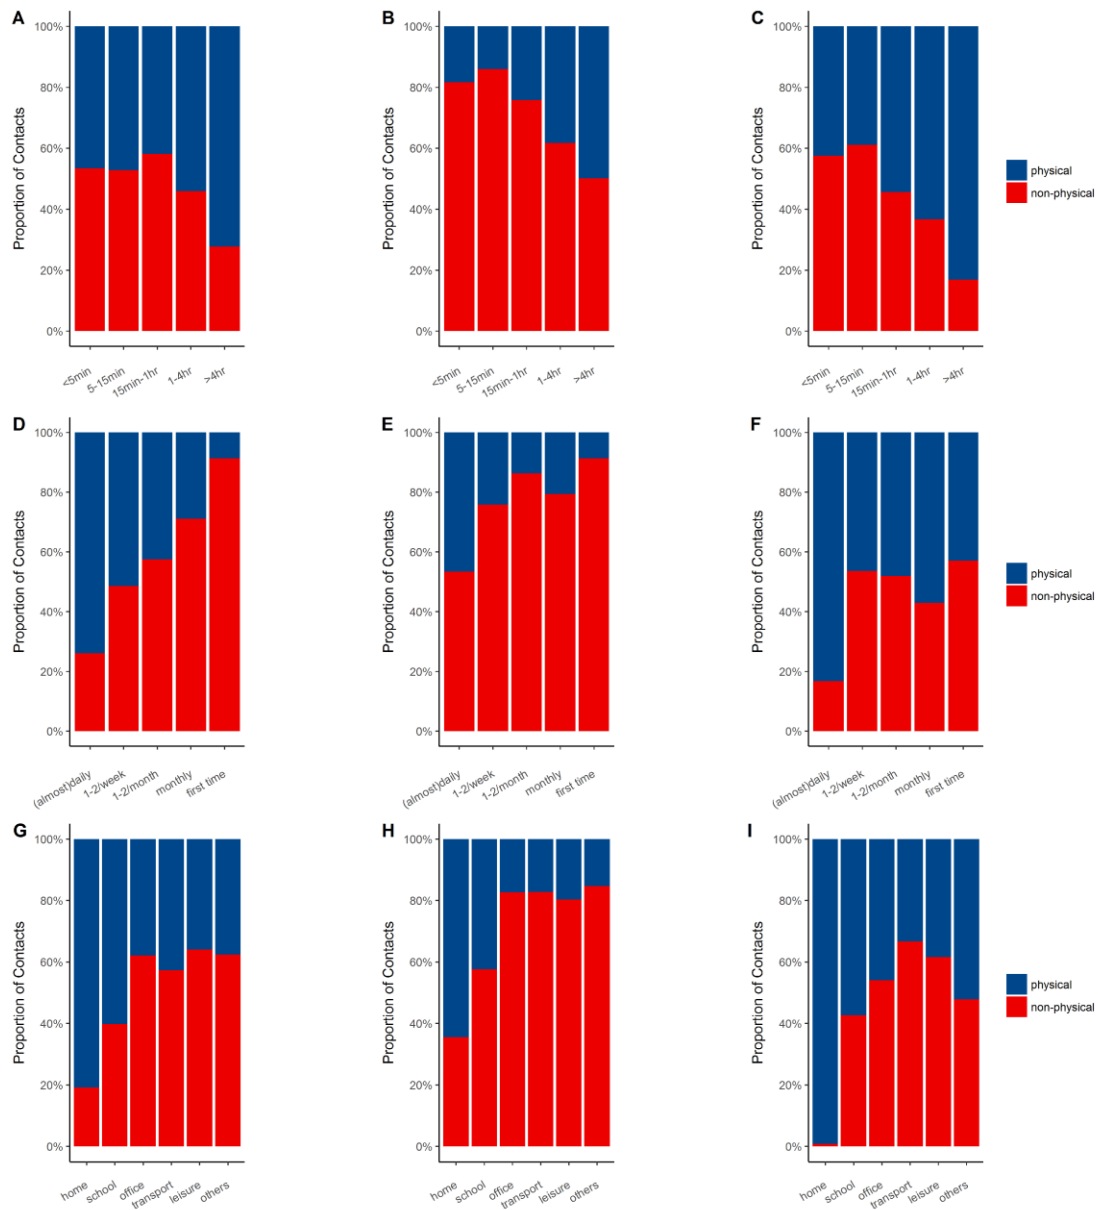 A
B
C
100%
80%
60%
40%
20%
0%
Proportion of Contacts
<5min
5-15min
15min-1hr
1-4hr
>4hr
100%
80%
60%
40%
20%
0%
Proportion of Contacts
<5min
5-15min
15min-1hr
1-4hr
>4hr
100%
80%
60%
40%
20%
0%
Proportion of Contacts
<5min
5-15min
15min-1hr
1-4hr
>4hr
physical
non-physical
D
E
F
100%
80%
60%
40%
20%
0%
Proportion of Contacts
(almost)daily
1-2/week
1-2/month
monthly
first time
100%
80%
60%
40%
20%
0%
Proportion of Contacts
(almost)daily
1-2/week
1-2/month
monthly
first time
100%
80%
60%
40%
20%
0%
Proportion of Contacts
(almost)daily
1-2/week
1-2/month
monthly
first time
physical
non-physical
G
H
I
100%
80%
60%
40%
20%
0%
Proportion of Contacts
home
school
office
transport
leisure
others
100%
80%
60%
40%
20%
0%
Proportion of Contacts
home
school
office
transport
leisure
others
100%
80%
60%
40%
20%
0%
Proportion of Contacts
home
school
office
transport
leisure
others
physical
non-physical